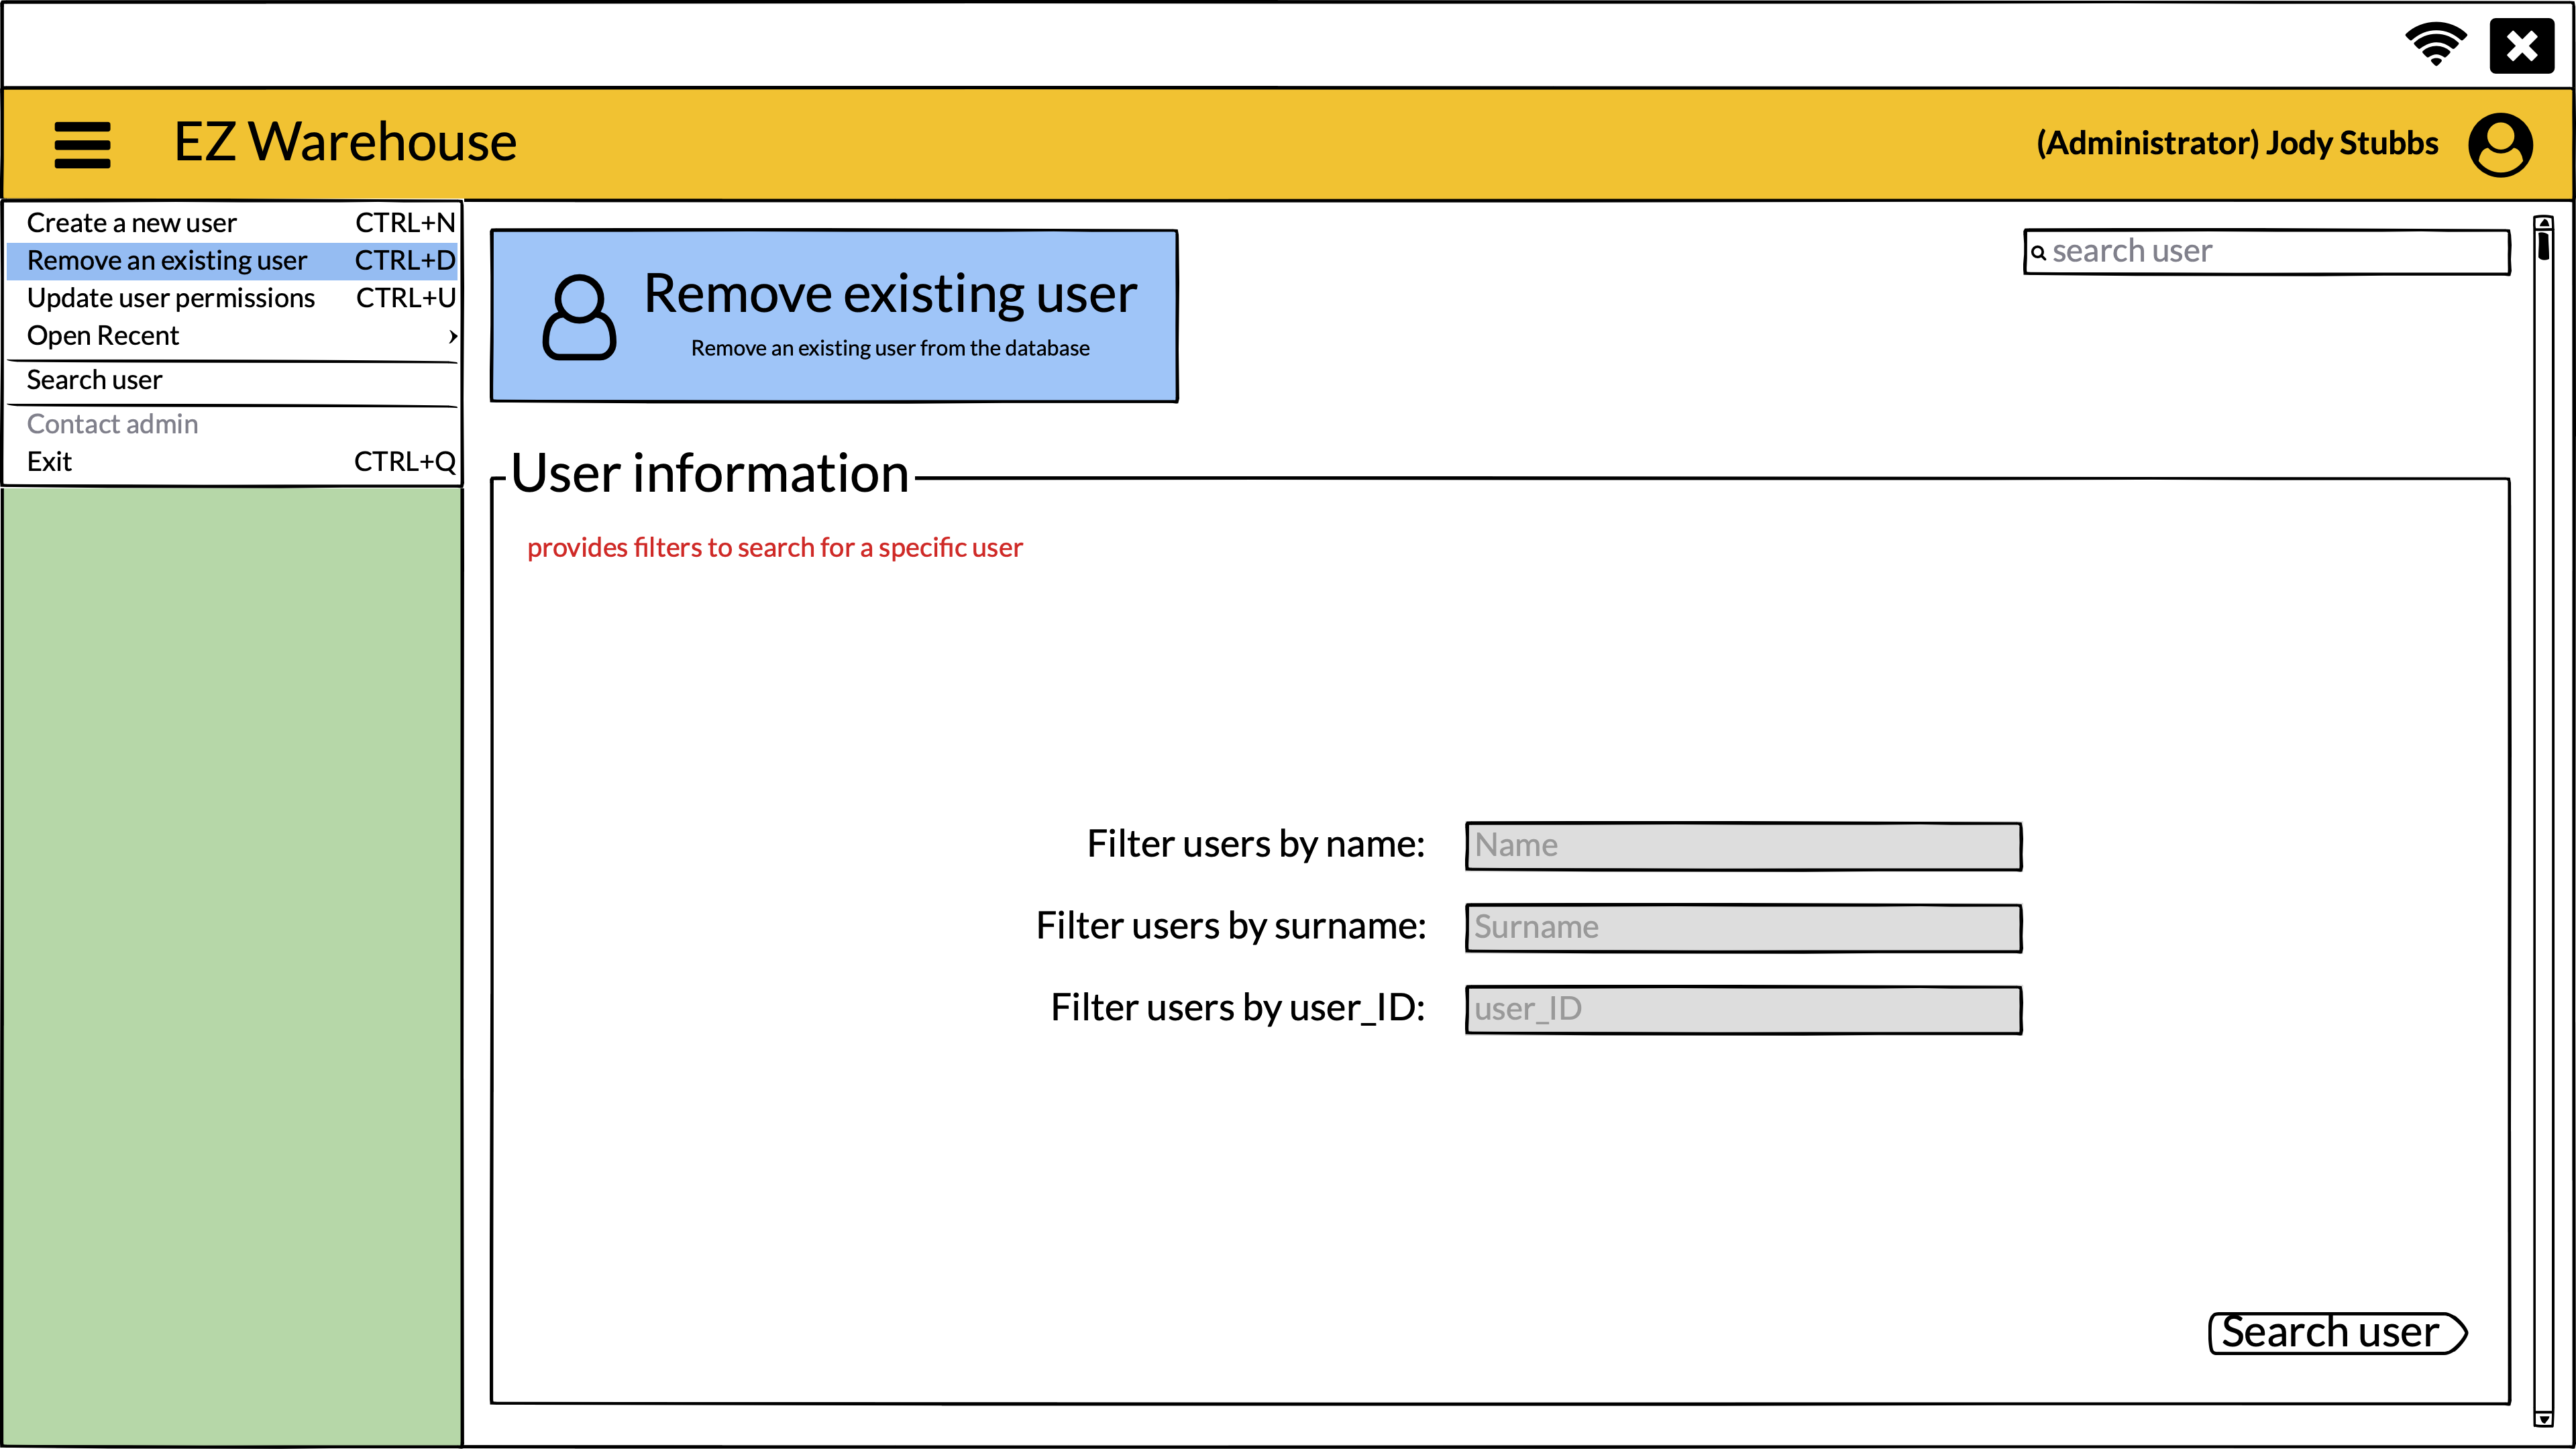 EZ Warehouse
(Administrator) Jody Stubbs
Create a new user CTRL+N
Remove an existing user CTRL+D
Update user permissions CTRL+U
Open Recent
Search user
Contact admin
Exit CTRL+Q
Remove existing user
Remove an existing user from the database
search user
User information
provides filters to search for a specific user
Filter users by name: Name
Filter users by surname: Surname
Filter users by user_ID: user_ID
Search user